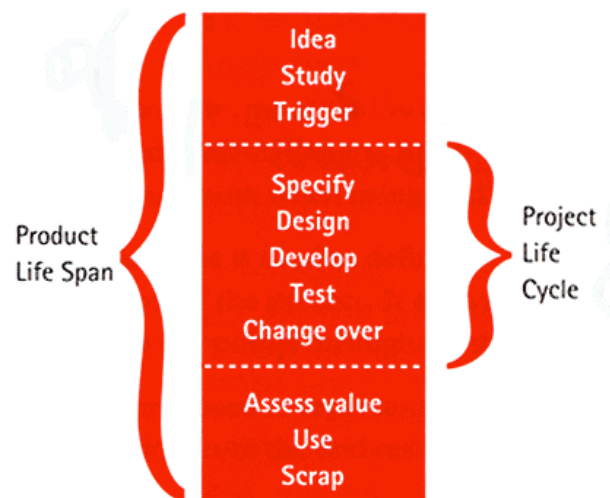 Idea
Study
Trigger
Specify
Design
Develop
Test
Change over
Assess value
Use
Scrap
Product
Life Span
Project
Life
Cycle